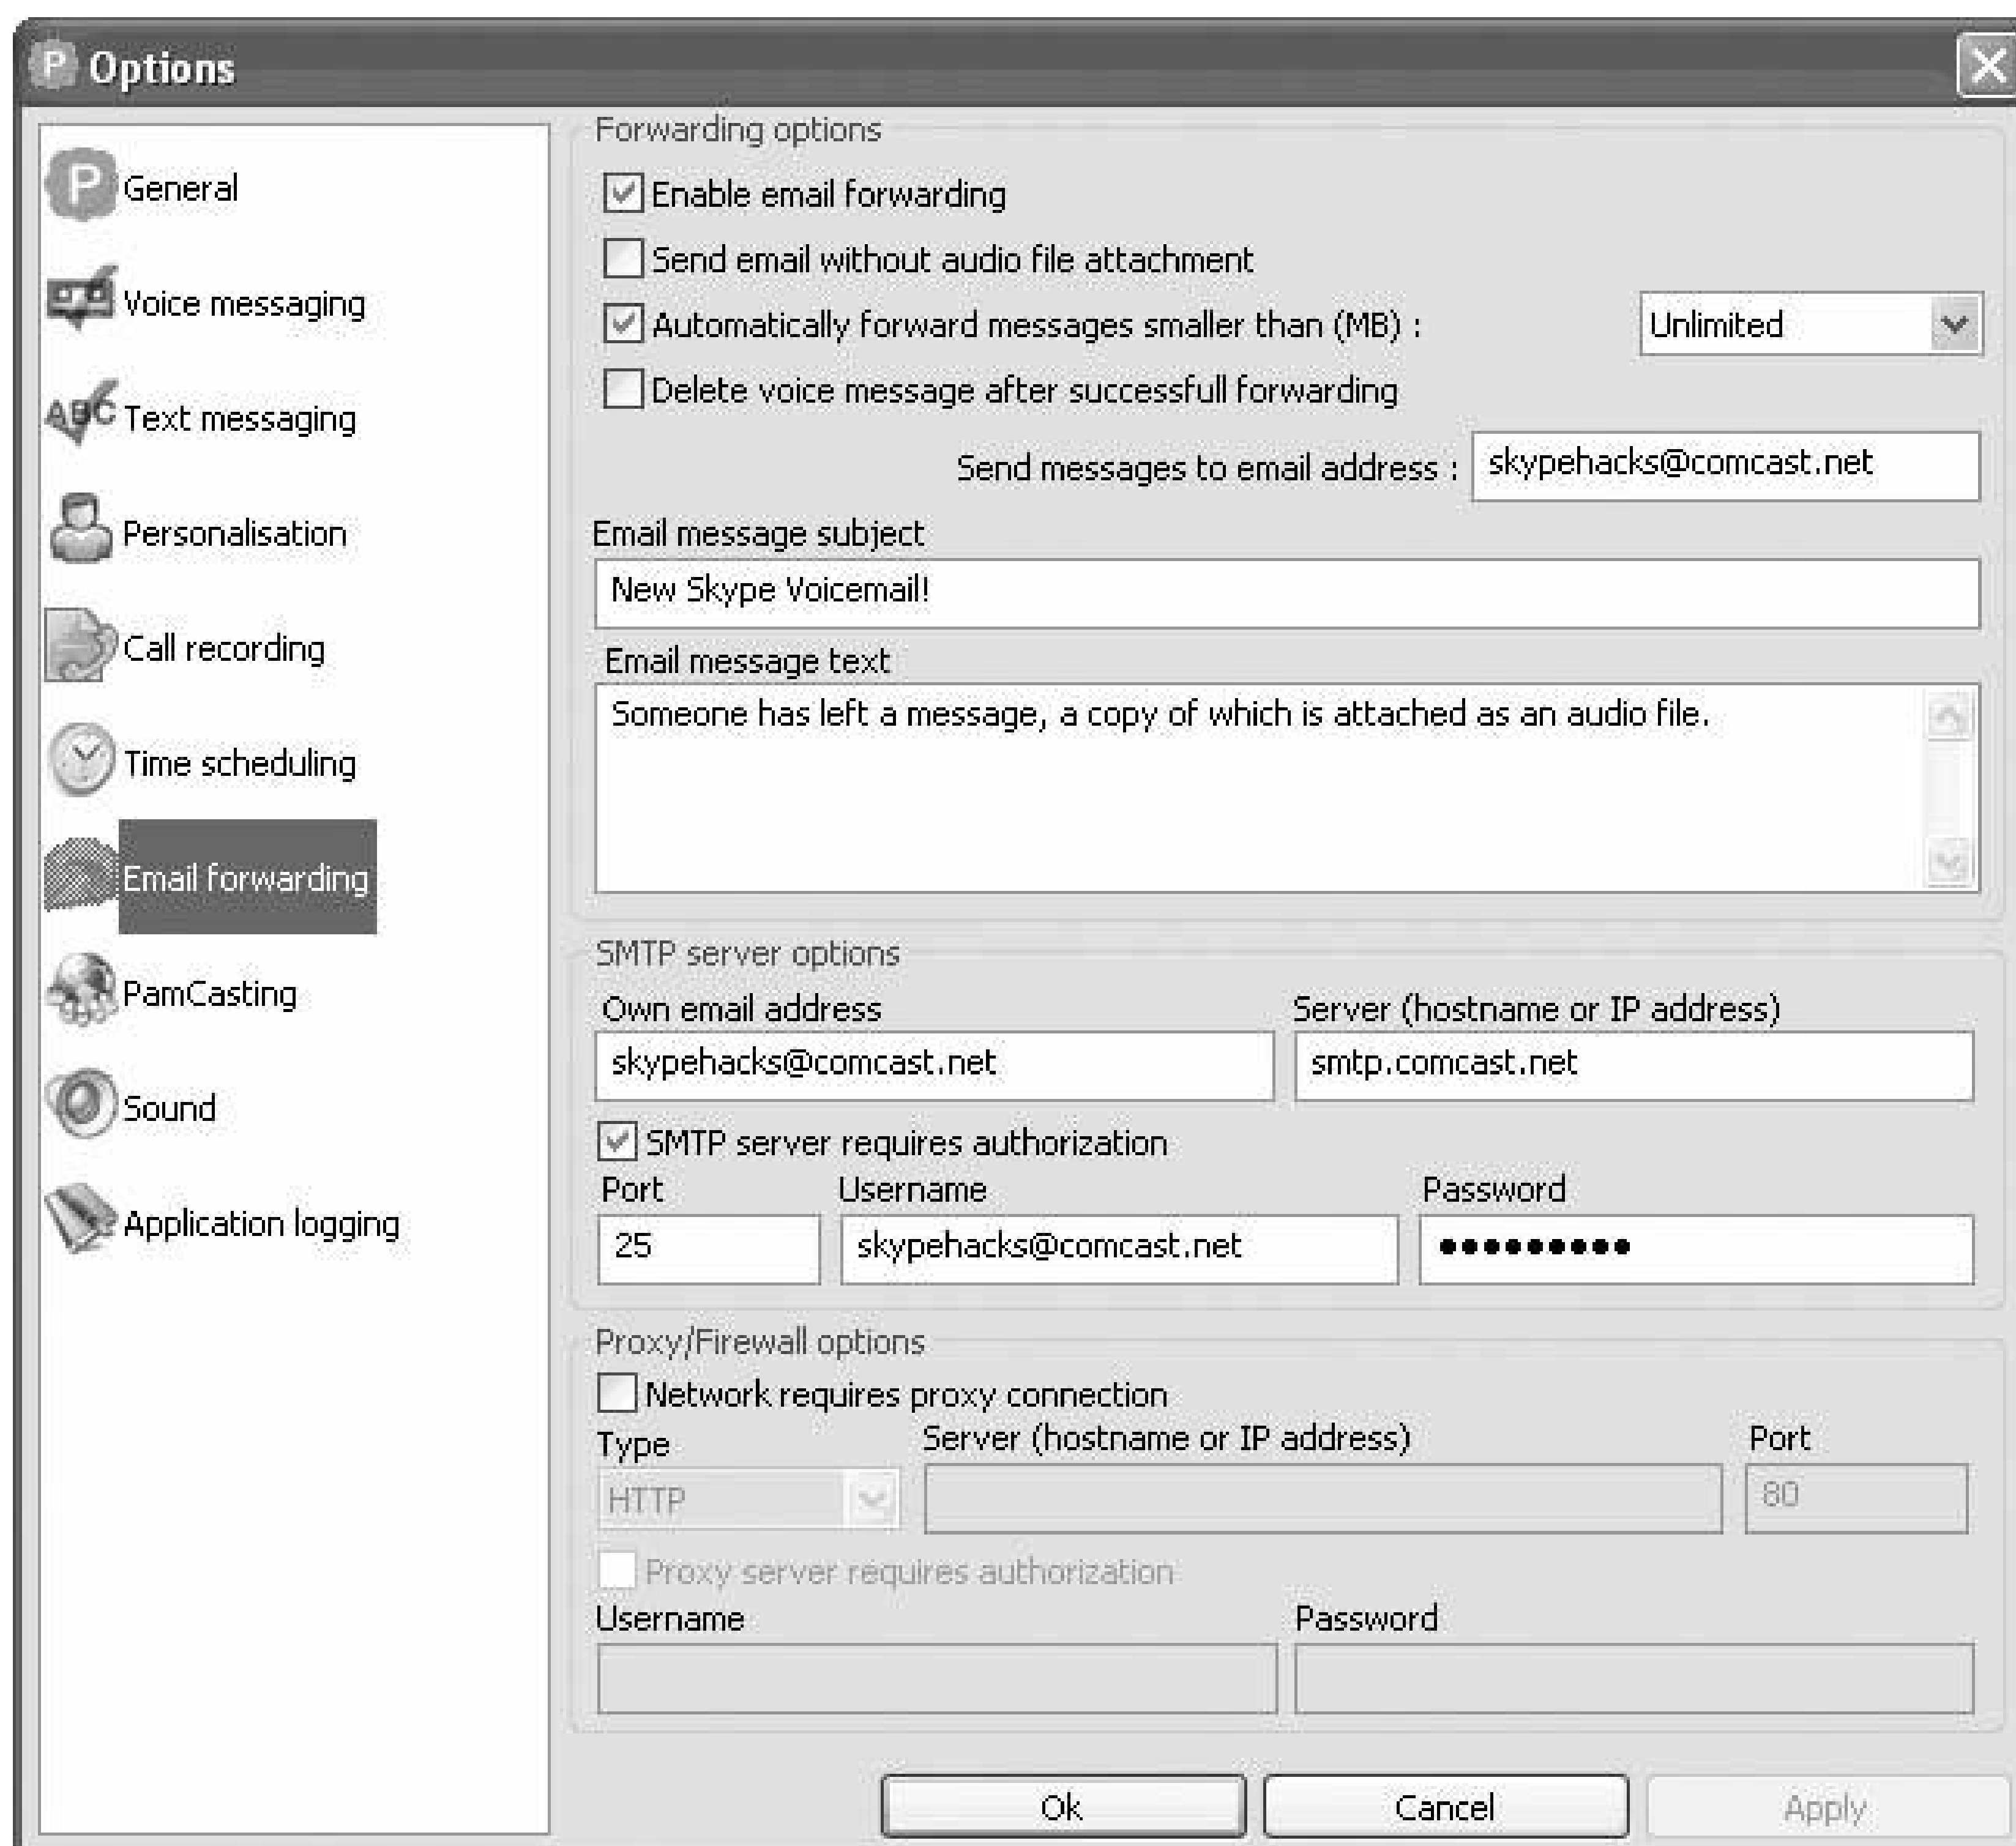 P Options
P General
Voice messaging
ABC Text messaging
Personalisation
Call recording
Time scheduling
Email forwarding
PamCasting
Sound
Application logging
Forwarding options
Enable email forwarding
Send email without audio file attachment
Automatically forward messages smaller than (MB) : Unlimited
Delete voice message after successfull forwarding
Send messages to email address : skypehacks@comcast.net
Email message subject
New Skype Voicemail!
Email message text
Someone has left a message, a copy of which is attached as an audio file.
SMTP server options
Own email address Server (hostname or IP address)
skypehacks@comcast.net smtp.comcast.net
SMTP server requires authorization
Port Username Password
25 skypehacks@comcast.net •••••••••
Proxy/Firewall options
Network requires proxy connection
Type Server (hostname or IP address) Port
HTTP 80
Proxy server requires authorization
Username Password
Ok Cancel Apply